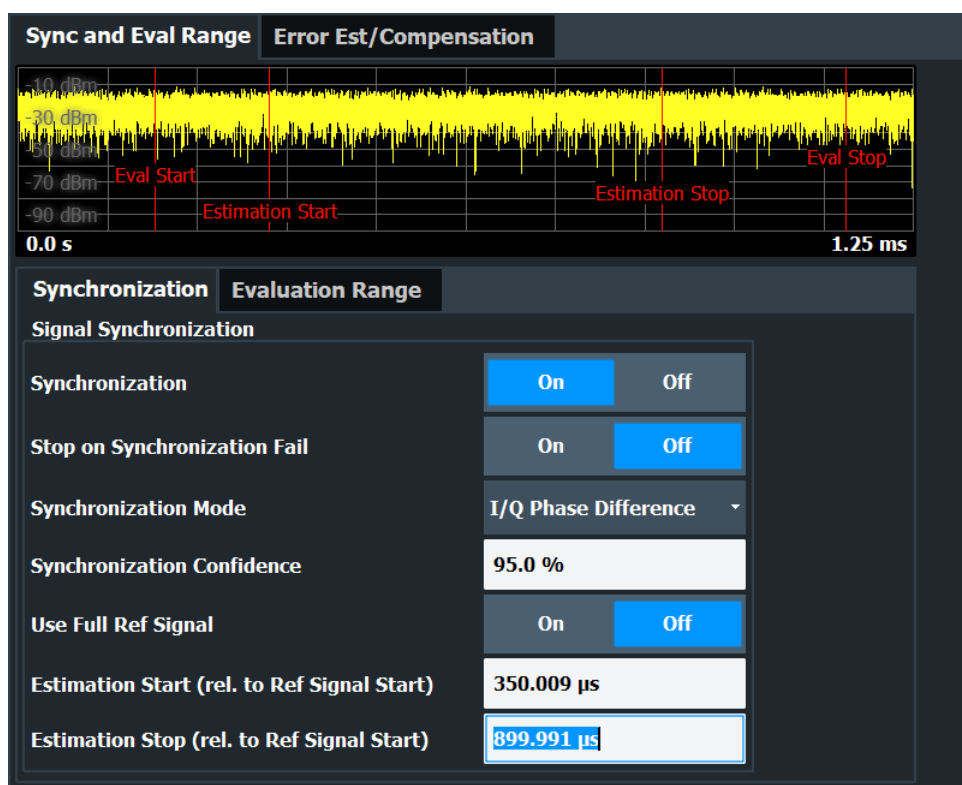 Sync and Eval Range Error Est/Compensation
-10 dBm
-30 dBm
-50 dBm
Eval Stop
-70 dBm Eval Start
Estimation Stop
-90 dBm Estimation Start
0.0 s 1.25 ms
Synchronization Evaluation Range
Signal Synchronization
Synchronization On Off
Stop on Synchronization Fail On Off
Synchronization Mode I/Q Phase Difference
Synchronization Confidence 95.0 %
Use Full Ref Signal On Off
Estimation Start (rel. to Ref Signal Start) 350.009 µs
Estimation Stop (rel. to Ref Signal Start) 899.991 µs